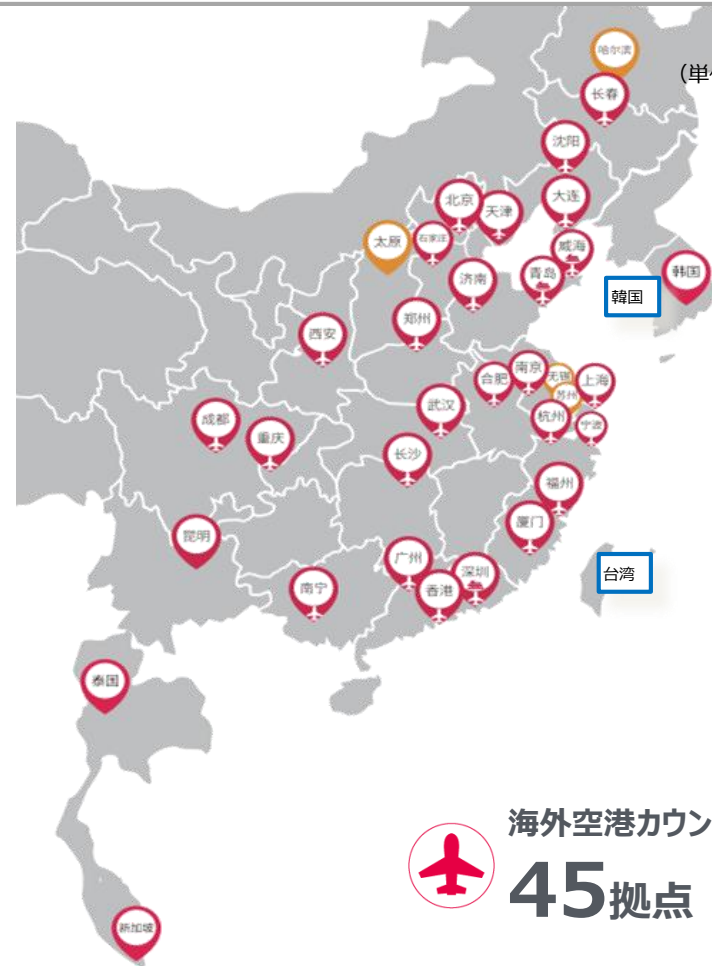 哈尔滨
(単
长春
沈阳
大连
北京
天津
石家庄
太原
威海
青岛
韩国
韓国
济南
郑州
西安
合肥
南京
无锡
苏州
上海
杭州
宁波
武汉
成都
重庆
长沙
福州
厦门
昆明
广州
深圳
香港
南宁
台湾
泰国
新加坡
海外空港カウン
45拠点